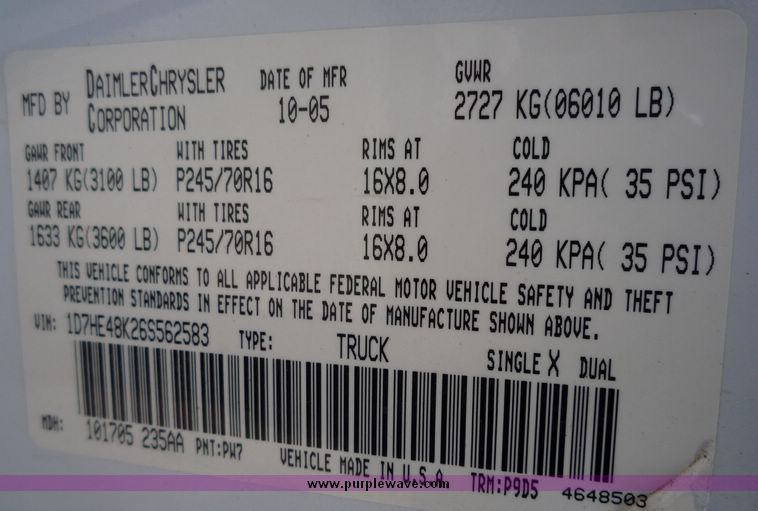 MFD BY DAIMLERCHRYSLER CORPORATION DATE OF MFR 10-05 GVWR 2727 KG(06010 LB)
GAWR FRONT WITH TIRES RIMS AT COLD
1407 KG(3100 LB) P245/70R16 16X8.0 240 KPA( 35 PSI)
GAWR REAR WITH TIRES RIMS AT COLD
1633 KG(3600 LB) P245/70R16 16X8.0 240 KPA( 35 PSI)
THIS VEHICLE CONFORMS TO ALL APPLICABLE FEDERAL MOTOR VEHICLE SAFETY AND THEFT
PREVENTION STANDARDS IN EFFECT ON THE DATE OF MANUFACTURE SHOWN ABOVE.
VIN: 1D7HE48K26S562583 TYPE: TRUCK SINGLE X DUAL
MDH: 101705 235AA PNT:PW7 VEHICLE MADE IN U.S.A. TRM:P9D5 4648503
www.purplewave.com